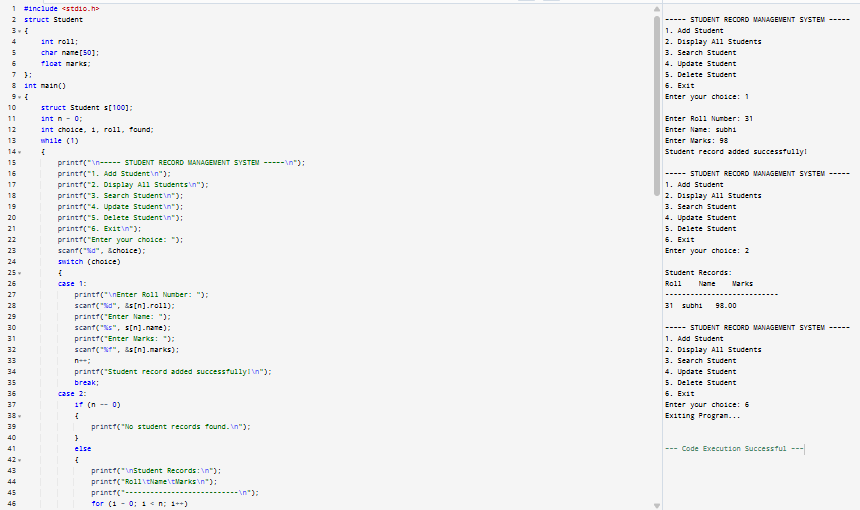 1 #include <stdio.h>
2 struct Student
3 {
4 int roll;
5 char name[50];
6 float marks;
7 };
8 int main()
9 {
10 struct Student s[100];
11 int n = 0;
12 int choice, i, roll, found;
13 while (1)
14 {
15 printf("\n----- STUDENT RECORD MANAGEMENT SYSTEM -----\n");
16 printf("1. Add Student\n");
17 printf("2. Display All Students\n");
18 printf("3. Search Student\n");
19 printf("4. Update Student\n");
20 printf("5. Delete Student\n");
21 printf("6. Exit\n");
22 printf("Enter your choice: ");
23 scanf("%d", &choice);
24 switch (choice)
25 {
26 case 1:
27 printf("\nEnter Roll Number: ");
28 scanf("%d", &s[n].roll);
29 printf("Enter Name: ");
30 scanf("%s", s[n].name);
31 printf("Enter Marks: ");
32 scanf("%f", &s[n].marks);
33 n++;
34 printf("Student record added successfully!\n");
35 break;
36 case 2:
37 if (n == 0)
38 {
39 printf("No student records found.\n");
40 }
41 else
42 {
43 printf("\nStudent Records:\n");
44 printf("Roll\tName\tMarks\n");
45 printf("---------------------------\n");
46 for (i = 0; i < n; i++)
----- STUDENT RECORD MANAGEMENT SYSTEM -----
1. Add Student
2. Display All Students
3. Search Student
4. Update Student
5. Delete Student
6. Exit
Enter your choice: 1
Enter Roll Number: 31
Enter Name: subhi
Enter Marks: 98
Student record added successfully!
----- STUDENT RECORD MANAGEMENT SYSTEM -----
1. Add Student
2. Display All Students
3. Search Student
4. Update Student
5. Delete Student
6. Exit
Enter your choice: 2
Student Records:
Roll Name Marks
---------------------------
31 subhi 98.00
----- STUDENT RECORD MANAGEMENT SYSTEM -----
1. Add Student
2. Display All Students
3. Search Student
4. Update Student
5. Delete Student
6. Exit
Enter your choice: 6
Exiting Program...
=== Code Execution Successful ===